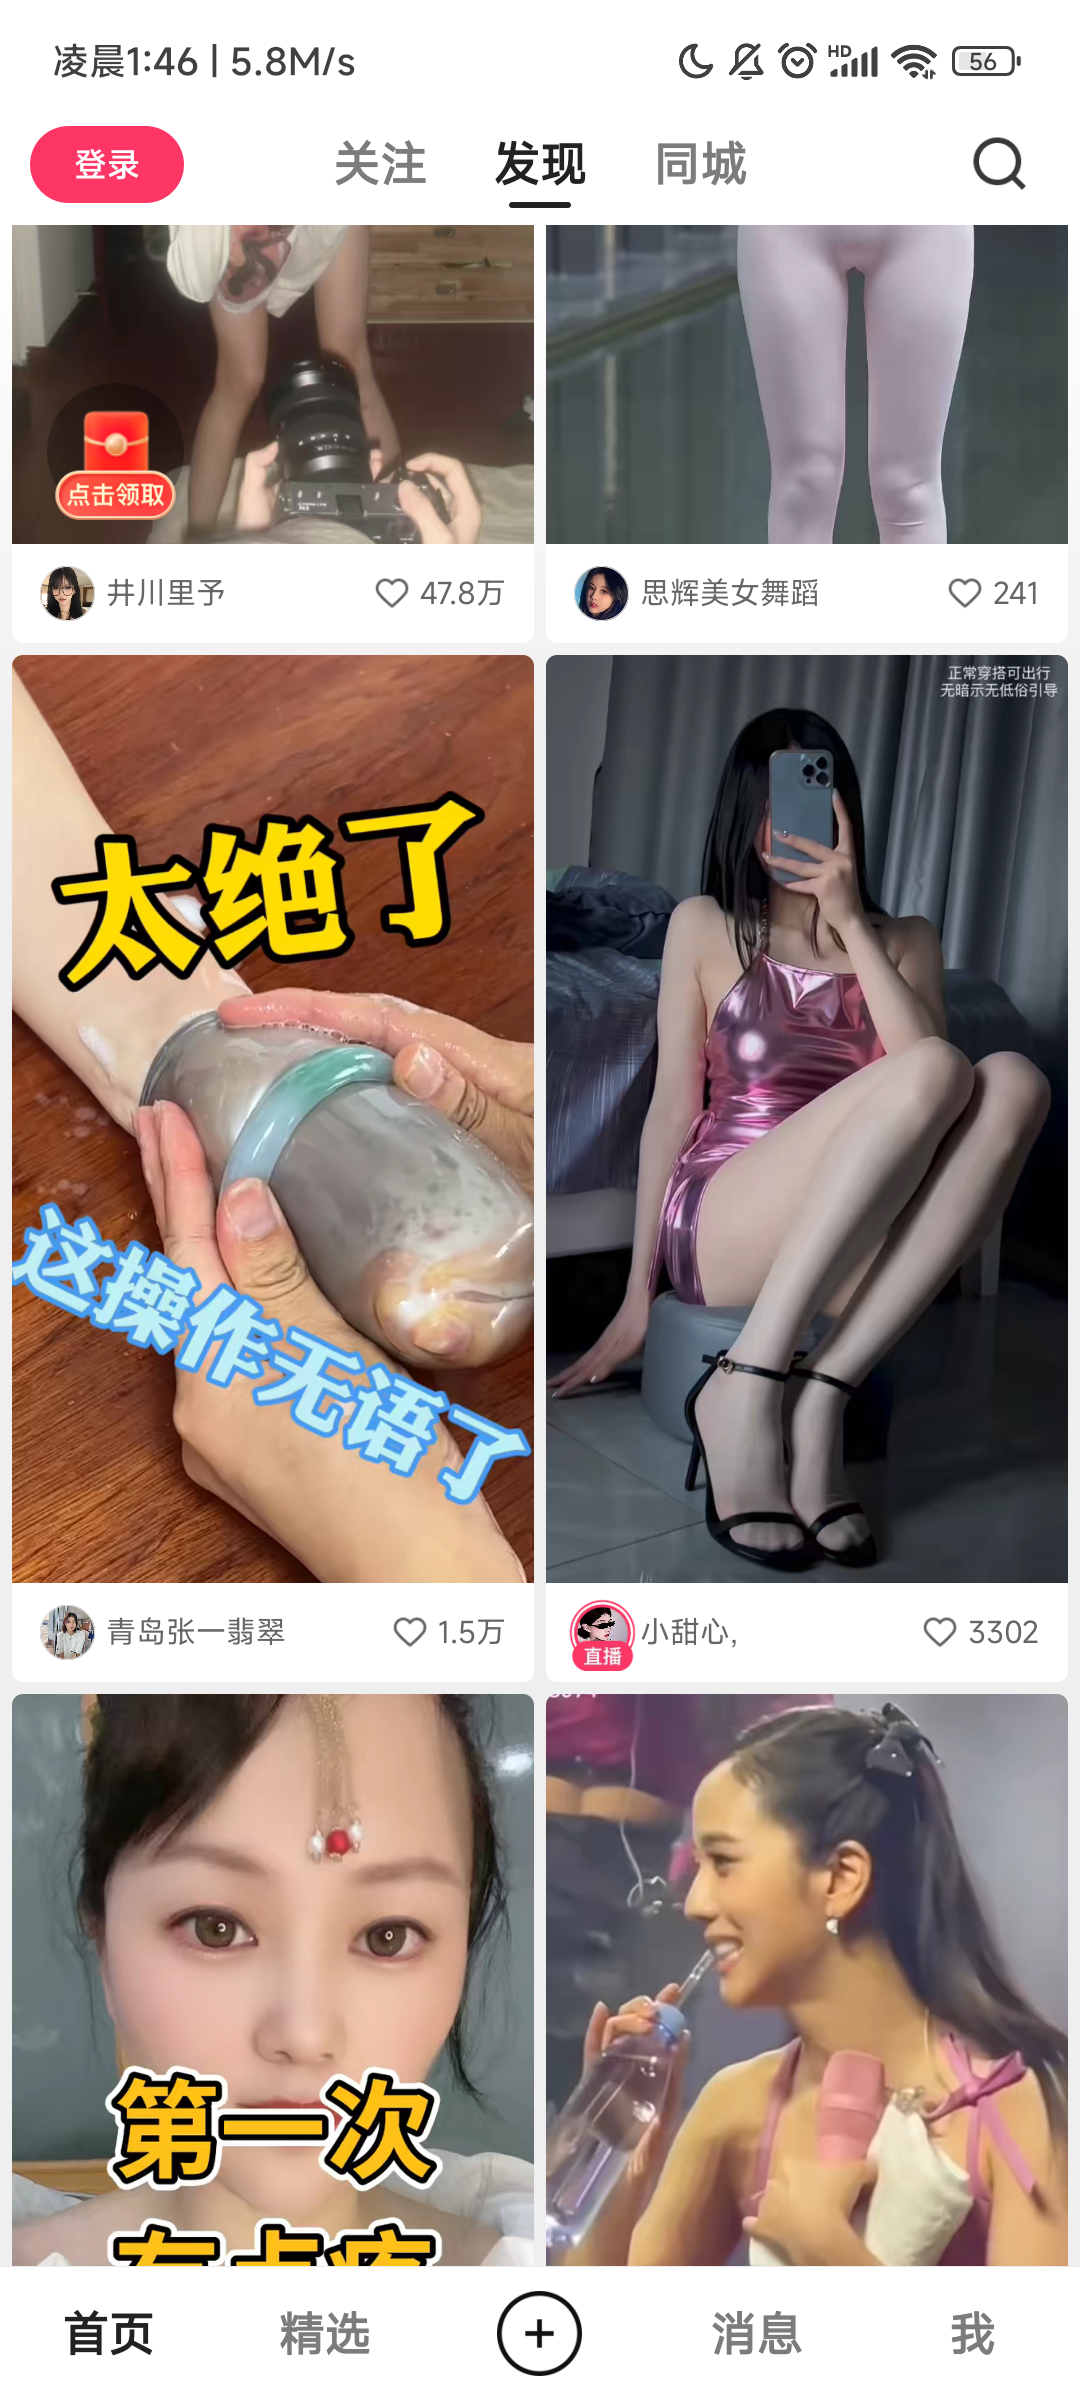 凌晨1:46 | 5.8M/s
HD
56
登录
关注
发现
同城
点击领取
井川里予
47.8万
思辉美女舞蹈
241
太绝了
这操作无语了
正常穿搭可出行
无暗示无低俗引导
青岛张一翡翠
1.5万
小甜心,
3302
直播
第一次
有点疼
首页
精选
消息
我